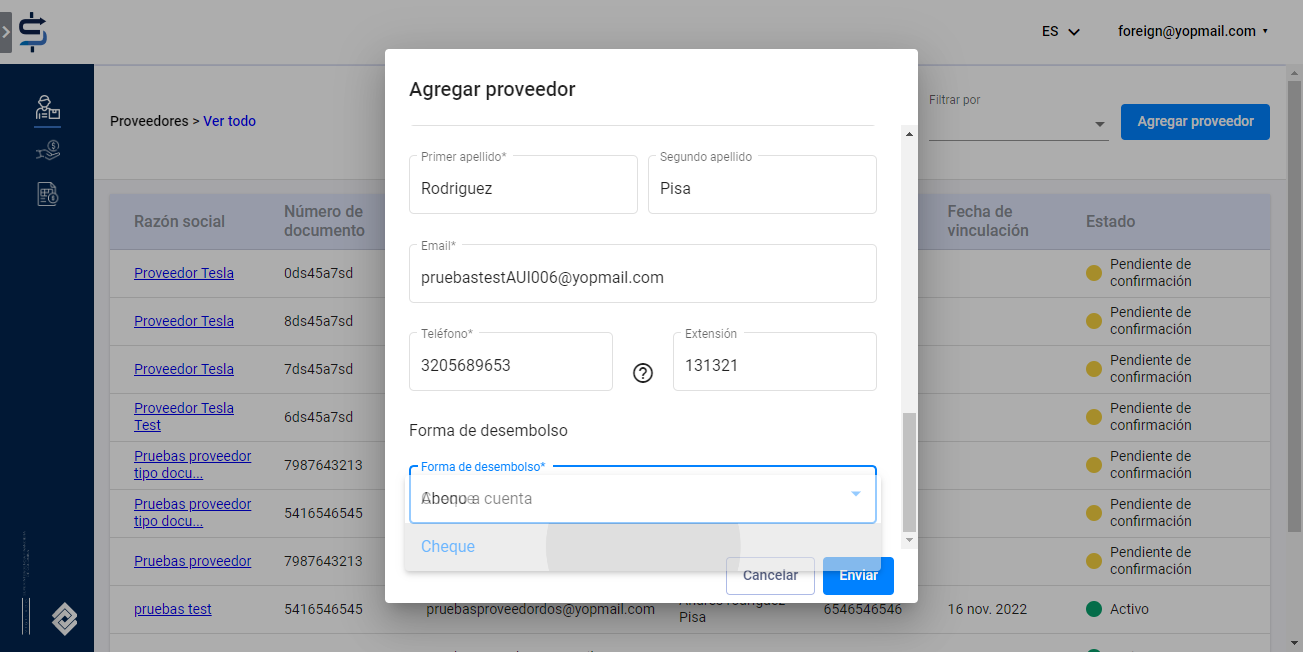 ES
foreign@yopmail.com
Agregar proveedor
Proveedores > Ver todo
Filtrar por
Agregar proveedor
Primer apellido*
Rodriguez
Segundo apellido
Pisa
Email*
pruebastestAUI006@yopmail.com
Teléfono*
3205689653
Extensión
131321
Forma de desembolso
Forma de desembolso*
Cheque
Abono a cuenta
Cheque
Cancelar
Enviar
Razón social
Número de
documento
Fecha de
vinculación
Estado
Proveedor Tesla
0ds45a7sd
Pendiente de
confirmación
Proveedor Tesla
8ds45a7sd
Pendiente de
confirmación
Proveedor Tesla
7ds45a7sd
Pendiente de
confirmación
Proveedor Tesla
Test
6ds45a7sd
Pendiente de
confirmación
Pruebas proveedor
tipo docu...
7987643213
Pendiente de
confirmación
Pruebas proveedor
tipo docu...
5416546545
Pendiente de
confirmación
Pruebas proveedor
7987643213
Pendiente de
confirmación
pruebas test
5416546545
pruebasproveedordos@yopmail.com
Andres rodriguez
Pisa
6546546546
16 nov. 2022
Activo